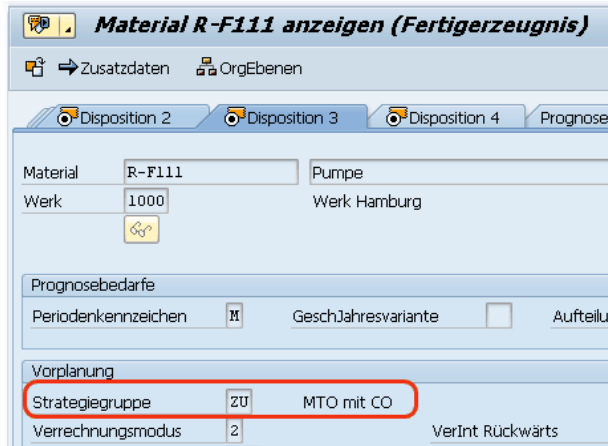 Material R-F111 anzeigen (Fertigerzeugnis)
Zusatzdaten OrgEbenen
Disposition 2 Disposition 3 Disposition 4 Prognose
Material R-F111 Pumpe
Werk 1000 Werk Hamburg
Prognosebedarfe
Periodenkennzeichen M GeschJahresvariante Aufteilu
Vorplanung
Strategiegruppe ZU MTO mit CO
Verrechnungsmodus 2 VerInt Rückwärts